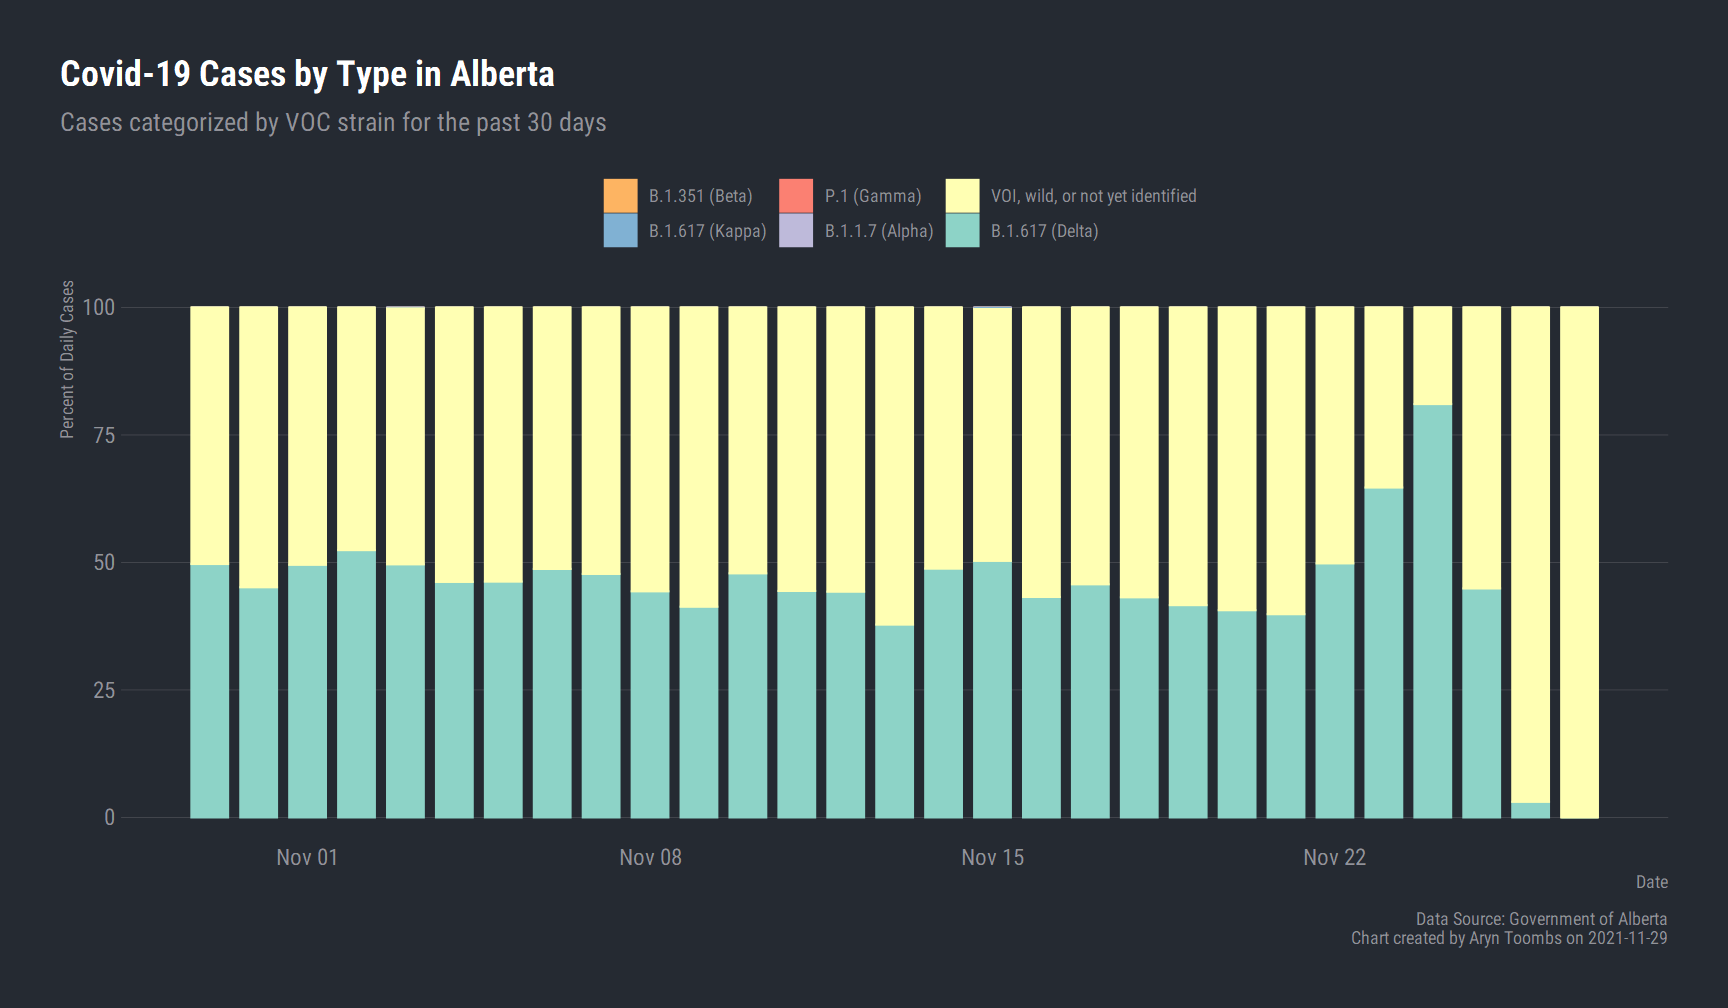 Covid-19 Cases by Type in Alberta
Cases categorized by VOC strain for the past 30 days
B.1.351 (Beta) P.1 (Gamma) VOI, wild, or not yet identified
B.1.617 (Kappa) B.1.1.7 (Alpha) B.1.617 (Delta)
Percent of Daily Cases
100
75
50
25
0
Nov 01 Nov 08 Nov 15 Nov 22
Date
Data Source: Government of Alberta
Chart created by Aryn Toombs on 2021-11-29